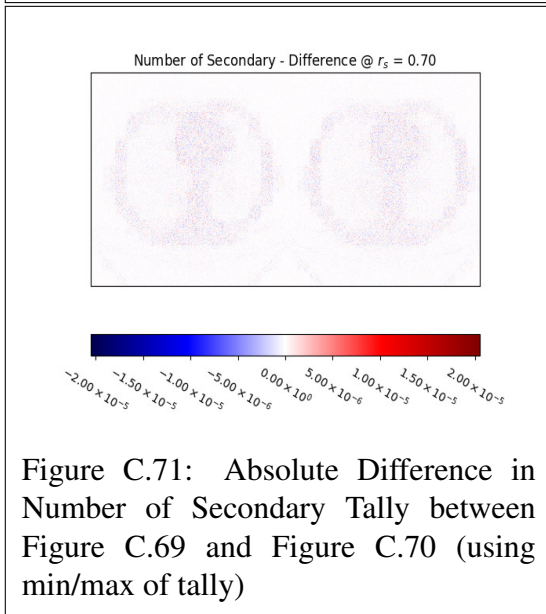 Number of Secondary - Difference @ rₛ = 0.70
−2.00 × 10⁻⁵
−1.50 × 10⁻⁵
−1.00 × 10⁻⁵
−5.00 × 10⁻⁶
0.00 × 10⁰
5.00 × 10⁻⁶
1.00 × 10⁻⁵
1.50 × 10⁻⁵
2.00 × 10⁻⁵
Figure C.71: Absolute Difference in
Number of Secondary Tally between
Figure C.69 and Figure C.70 (using
min/max of tally)